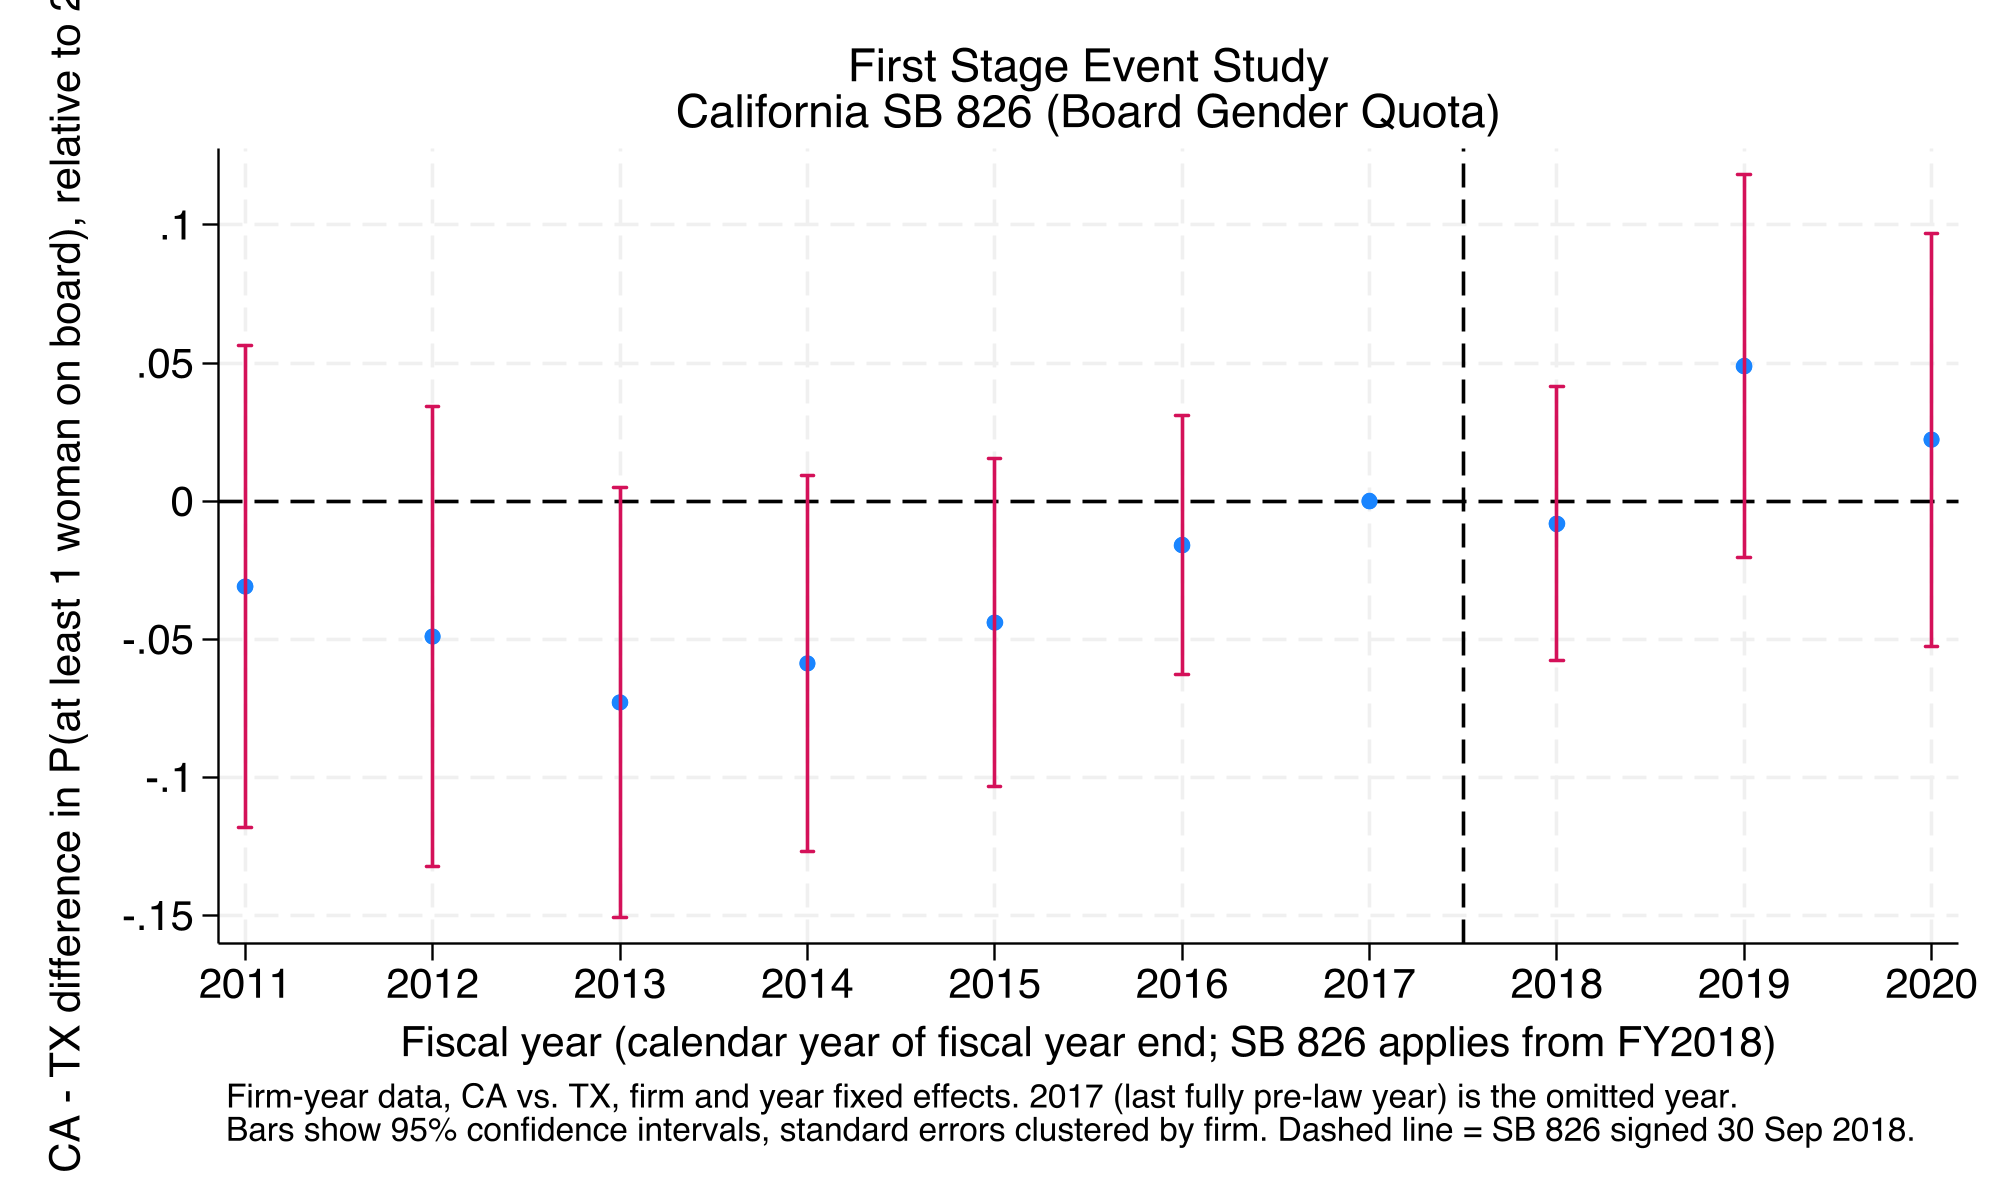 First Stage Event Study
California SB 826 (Board Gender Quota)
CA - TX difference in P(at least 1 woman on board), relative to
.1
.05
0
-.05
-.1
-.15
2011 2012 2013 2014 2015 2016 2017 2018 2019 2020
Fiscal year (calendar year of fiscal year end; SB 826 applies from FY2018)
Firm-year data, CA vs. TX, firm and year fixed effects. 2017 (last fully pre-law year) is the omitted year.
Bars show 95% confidence intervals, standard errors clustered by firm. Dashed line = SB 826 signed 30 Sep 2018.